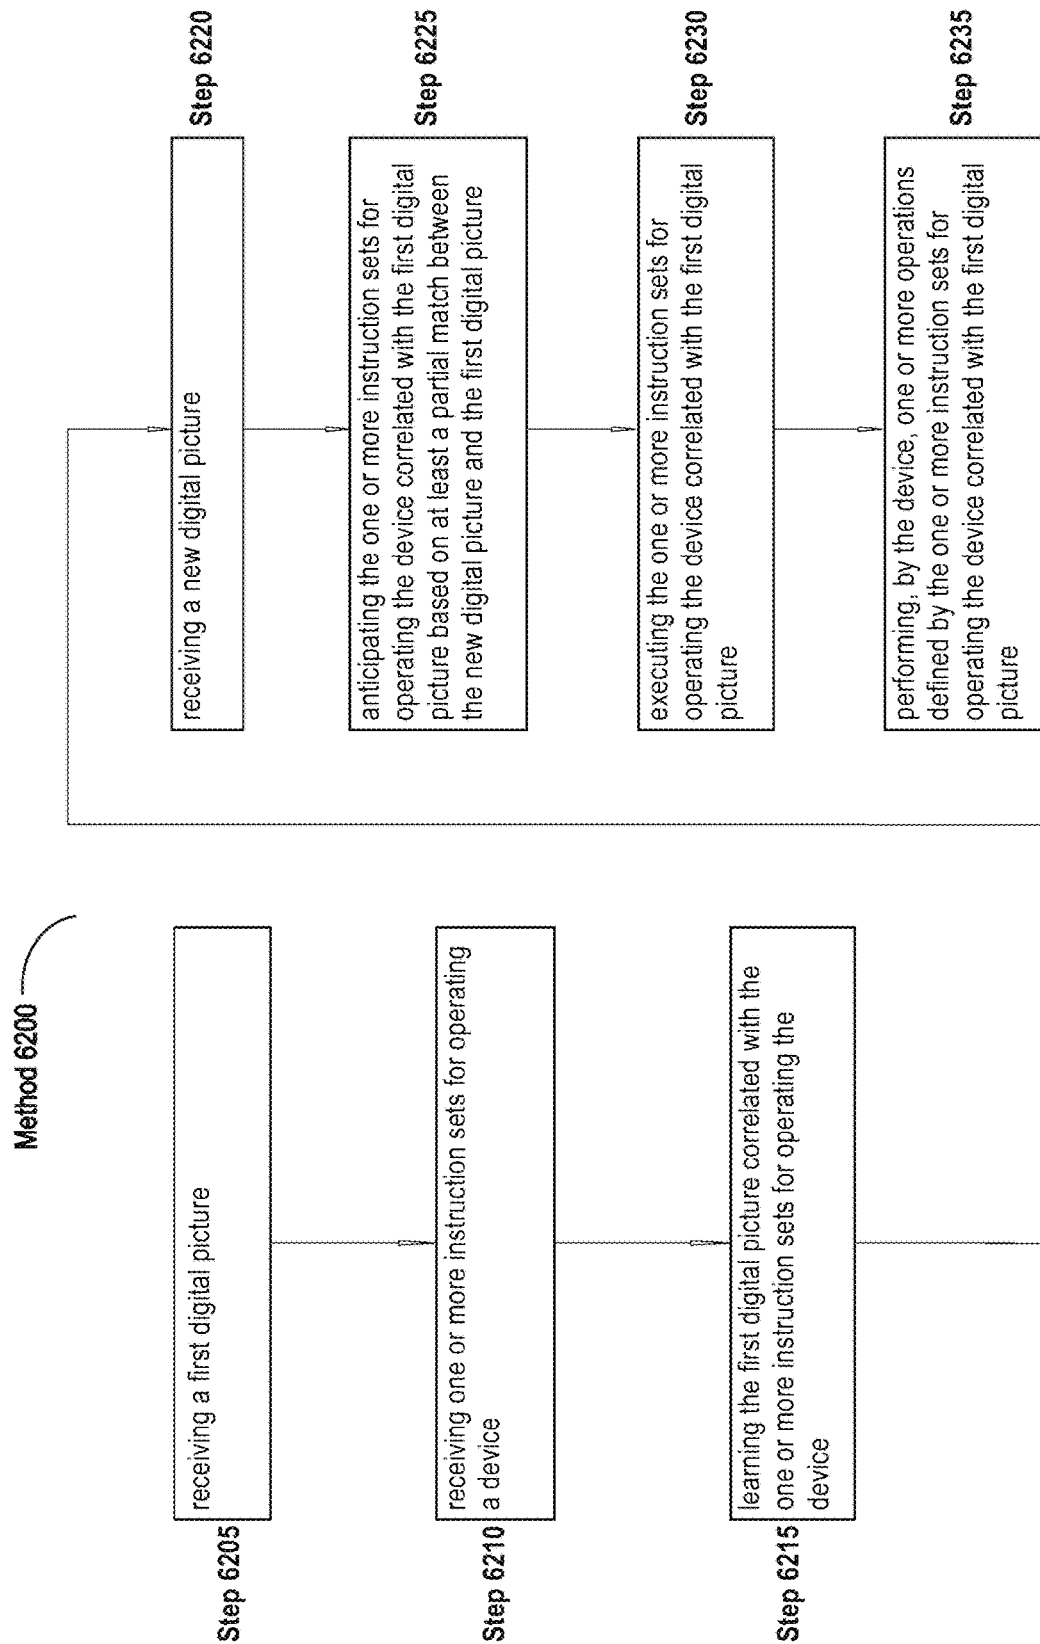 Method 6200
Step 6205
receiving a first digital picture
Step 6210
receiving one or more instruction sets for operating
a device
Step 6215
learning the first digital picture correlated with the
one or more instruction sets for operating the
device
receiving a new digital picture
Step 6220
anticipating the one or more instruction sets for
operating the device correlated with the first digital
picture based on at least a partial match between
the new digital picture and the first digital picture
Step 6225
executing the one or more instruction sets for
operating the device correlated with the first digital
picture
Step 6230
performing, by the device, one or more operations
defined by the one or more instruction sets for
operating the device correlated with the first digital
picture
Step 6235